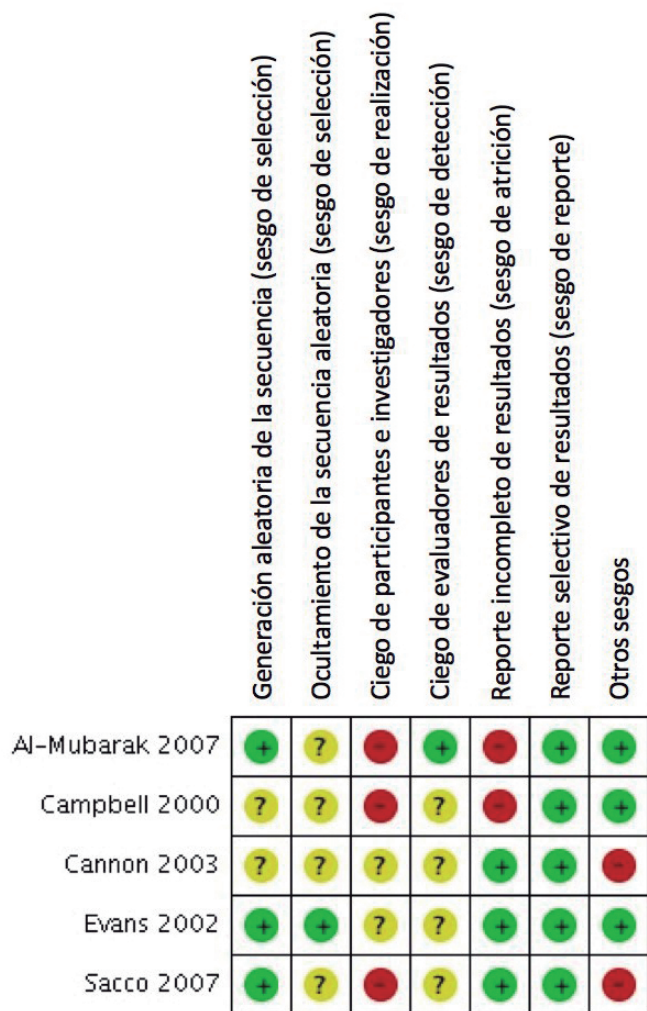 Generación aleatoria de la secuencia (sesgo de selección)
Ocultamiento de la secuencia aleatoria (sesgo de selección)
Ciego de participantes e investigadores (sesgo de realización)
Ciego de evaluadores de resultados (sesgo de detección)
Reporte incompleto de resultados (sesgo de atrición)
Reporte selectivo de resultados (sesgo de reporte)
Otros sesgos
Al-Mubarak 2007 + ? - + - + +
Campbell 2000 ? ? - ? - + +
Cannon 2003 ? ? ? ? + + -
Evans 2002 + + ? ? + + +
Sacco 2007 + ? - ? + + -